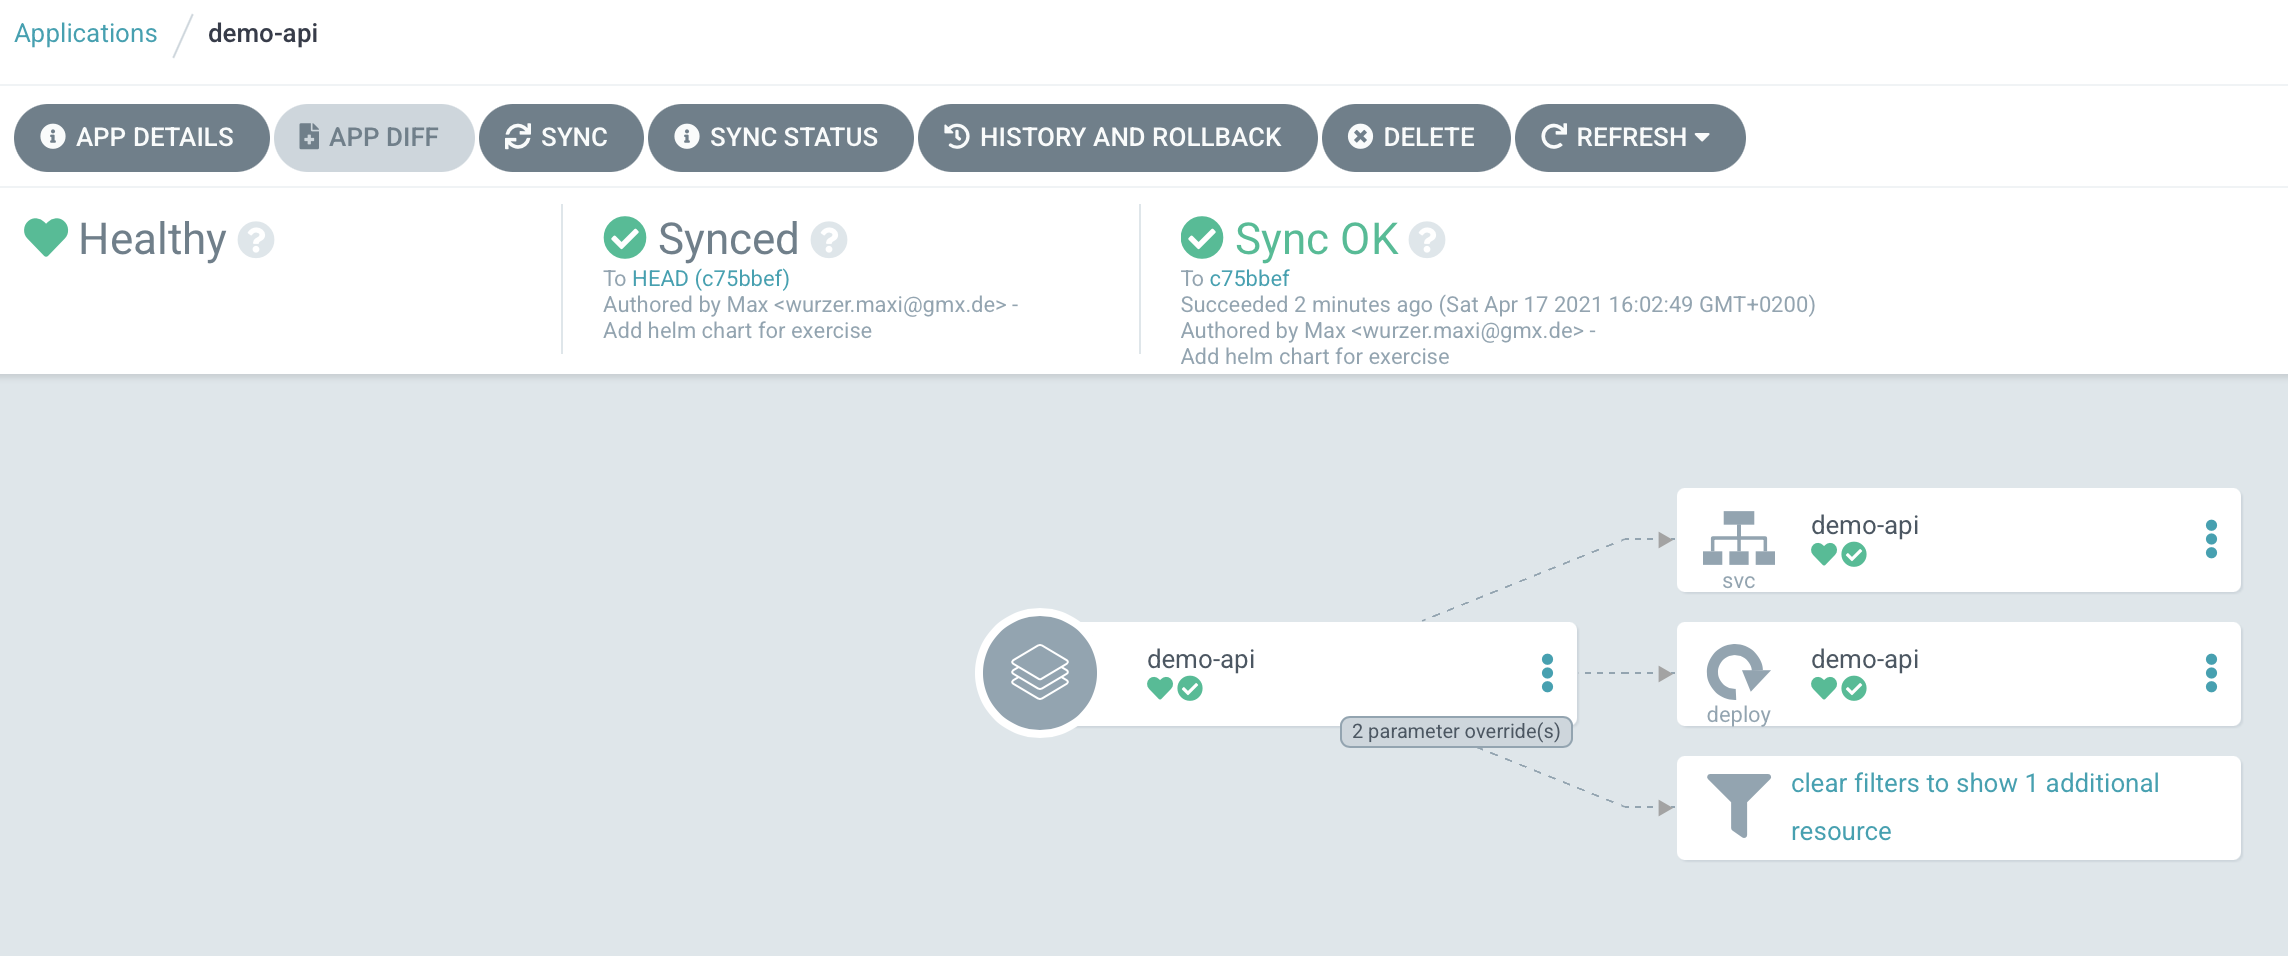 Applications / demo-api
APP DETAILS APP DIFF SYNC SYNC STATUS HISTORY AND ROLLBACK DELETE REFRESH
Healthy ?
Synced ?
To HEAD (c75bbef)
Authored by Max <wurzer.maxi@gmx.de> -
Add helm chart for exercise
Sync OK ?
To c75bbef
Succeeded 2 minutes ago (Sat Apr 17 2021 16:02:49 GMT+0200)
Authored by Max <wurzer.maxi@gmx.de> -
Add helm chart for exercise
demo-api
2 parameter override(s)
demo-api
svc
demo-api
deploy
clear filters to show 1 additional
resource